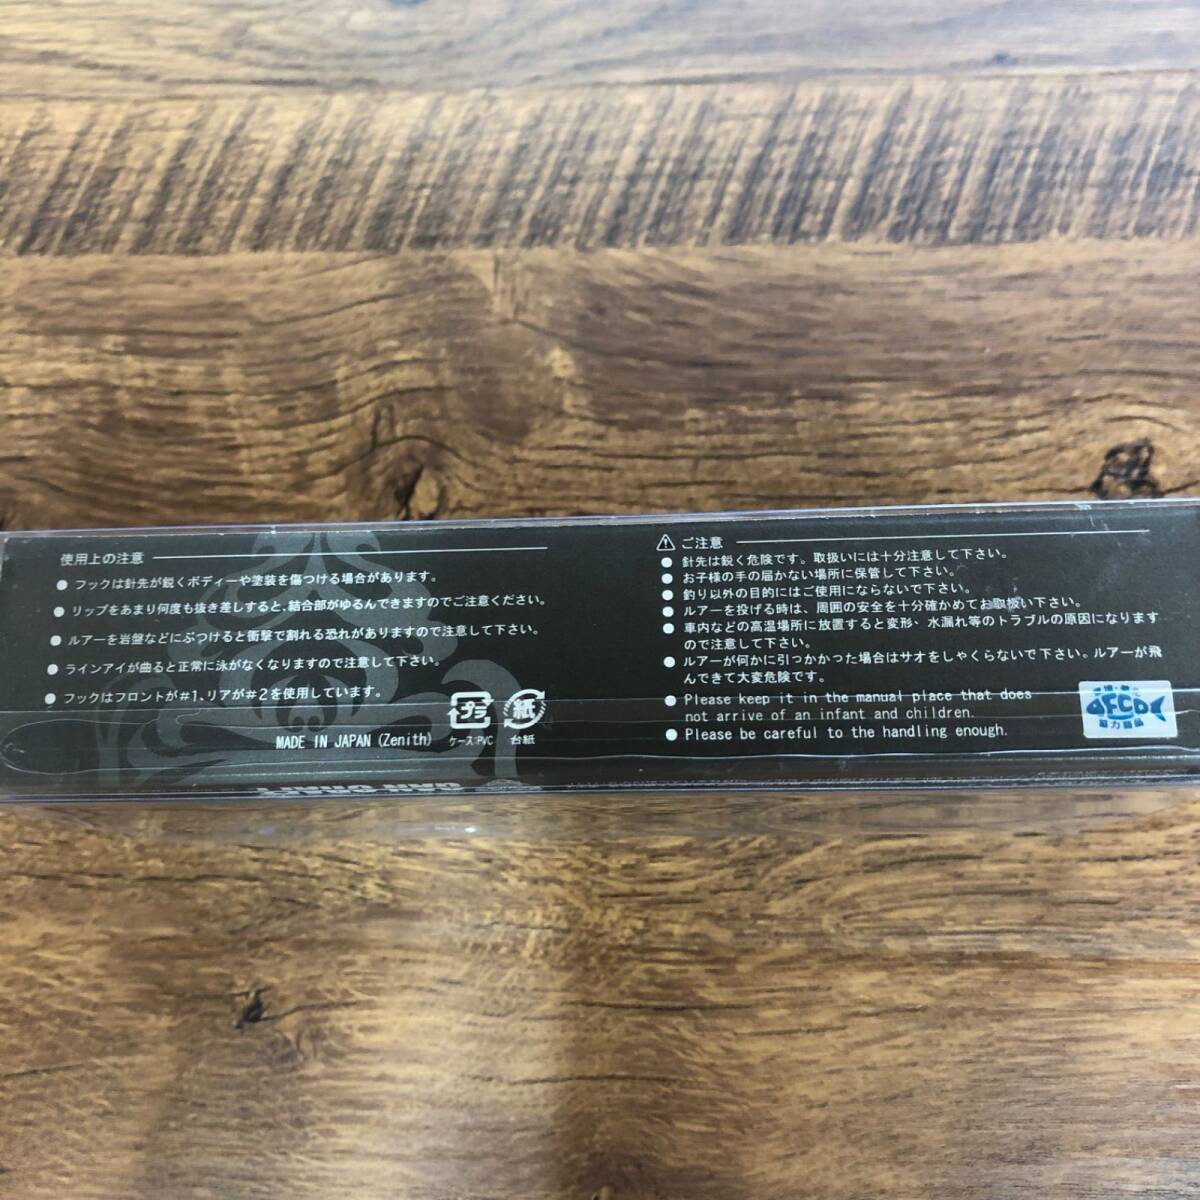 使用上の注意
● フックは針先が鋭くボディーや塗装を傷つける場合があります。
● リップをあまり何度も抜き差しすると、結合部がゆるんできますのでご注意ください。
● ルアーを岩盤などにぶつけると衝撃で割れる恐れがありますので注意して下さい。
● ラインアイが曲ると正常に泳がなくなりますので注意して下さい。
● フックはフロントが#1、リアが#2を使用しています。
MADE IN JAPAN (Zenith)
プラ
ケース:PVC
紙
台紙
⚠ ご注意
● 針先は鋭く危険です。取扱いには十分注意して下さい。
● お子様の手の届かない場所に保管して下さい。
● 釣り以外の目的にはご使用にならないで下さい。
● ルアーを投げる時は、周囲の安全を十分確かめてお取扱い下さい。
● 車内などの高温場所に放置すると変形、水漏れ等のトラブルの原因になります
ので注意して下さい。
● ルアーが何かに引つかかった場合はサオをしやくらないで下さい。ルアーが飛
んできて大変危険です。
● Please keep it in the manual place that does
not arrive of an infant and children.
● Please be careful to the handling enough.